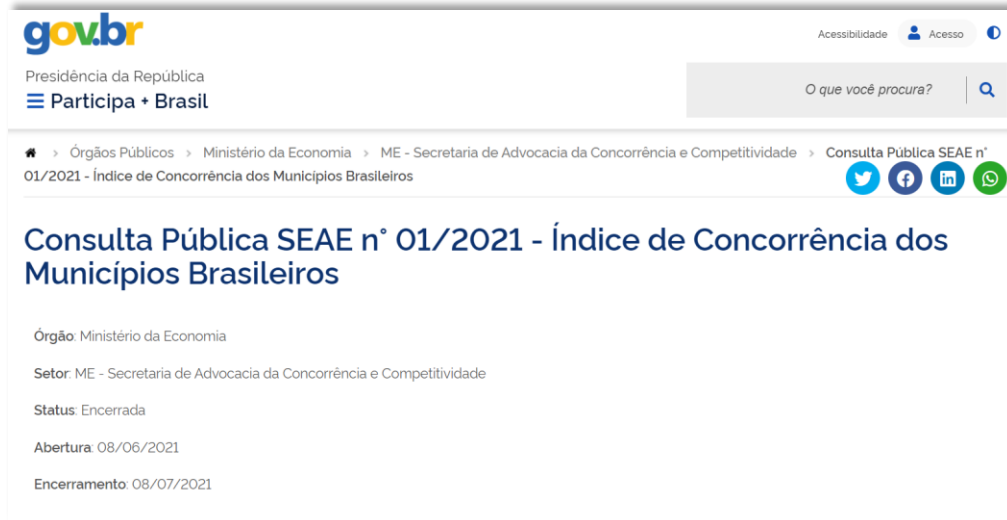 gov.br
Acessibilidade
Acesso
Presidência da República
Participa + Brasil
O que você procura?
> Órgãos Públicos > Ministério da Economia > ME - Secretaria de Advocacia da Concorrência e Competitividade > Consulta Pública SEAE n°
01/2021 - Índice de Concorrência dos Municípios Brasileiros
Consulta Pública SEAE n° 01/2021 - Índice de Concorrência dos
Municípios Brasileiros
Órgão: Ministério da Economia
Setor: ME - Secretaria de Advocacia da Concorrência e Competitividade
Status: Encerrada
Abertura: 08/06/2021
Encerramento: 08/07/2021